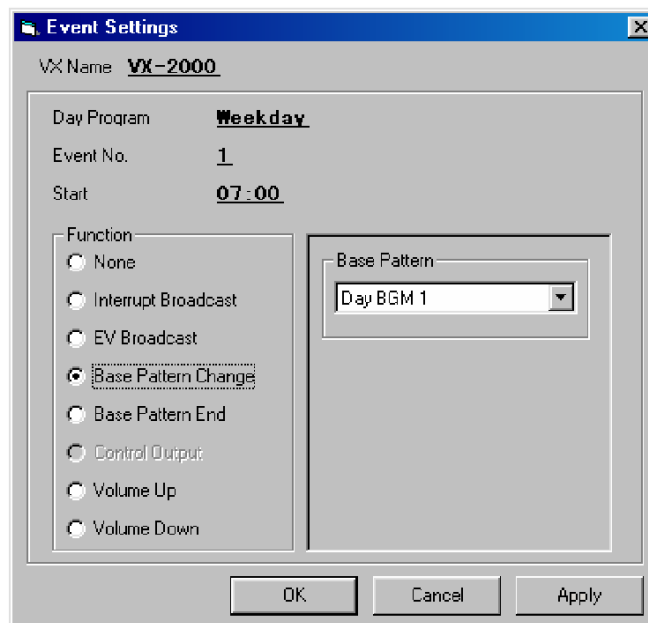 Event Settings
VX Name VX-2000
Day Program Weekday
Event No. 1
Start 07:00
Function
None
Interrupt Broadcast
EV Broadcast
Base Pattern Change
Base Pattern End
Control Output
Volume Up
Volume Down
Base Pattern
Day BGM 1
OK Cancel Apply